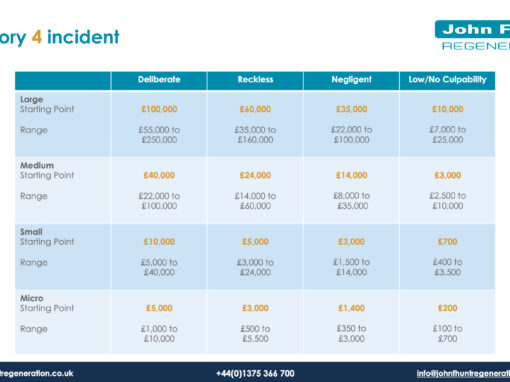 ory 4 incident
John F
REGENE
Deliberate Reckless Negligent Low/No Culpability
Large
Starting Point £100,000 £60,000 £35,000 £10,000
Range £55,000 to £35,000 to £22,000 to £7,000 to
£250,000 £160,000 £100,000 £25,000
Medium
Starting Point £40,000 £24,000 £14,000 £3,000
Range £22,000 to £14,000 to £8,000 to £2,500 to
£100,000 £60,000 £35,000 £10,000
Small
Starting Point £10,000 £5,000 £3,000 £700
Range £5,000 to £3,000 to £1,500 to £400 to
£40,000 £24,000 £14,000 £3,500
Micro
Starting Point £5,000 £3,000 £1,400 £200
Range £1,000 to £500 to £350 to £100 to
£10,000 £5,500 £3,000 £700
tregeneration.co.uk +44(0)1375 366 700 info@johnfhuntregenera